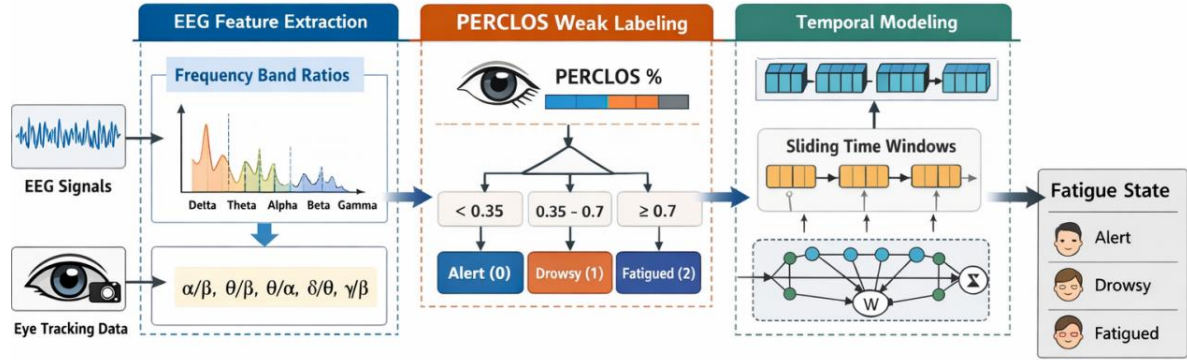 EEG Feature Extraction
PERCLOS Weak Labeling
Temporal Modeling
Frequency Band Ratios
Detta Theta Alpha Beta Gamma
EEG Signals
α/β, θ/β, θ/α, δ/θ, γ/β
Eye Tracking Data
PERCLOS %
< 0.35
0.35 - 0.7
≥ 0.7
Alert (0)
Drowsy (1)
Fatigued (2)
Sliding Time Windows
W
Σ
Fatigue State
Alert
Drowsy
Fatigued